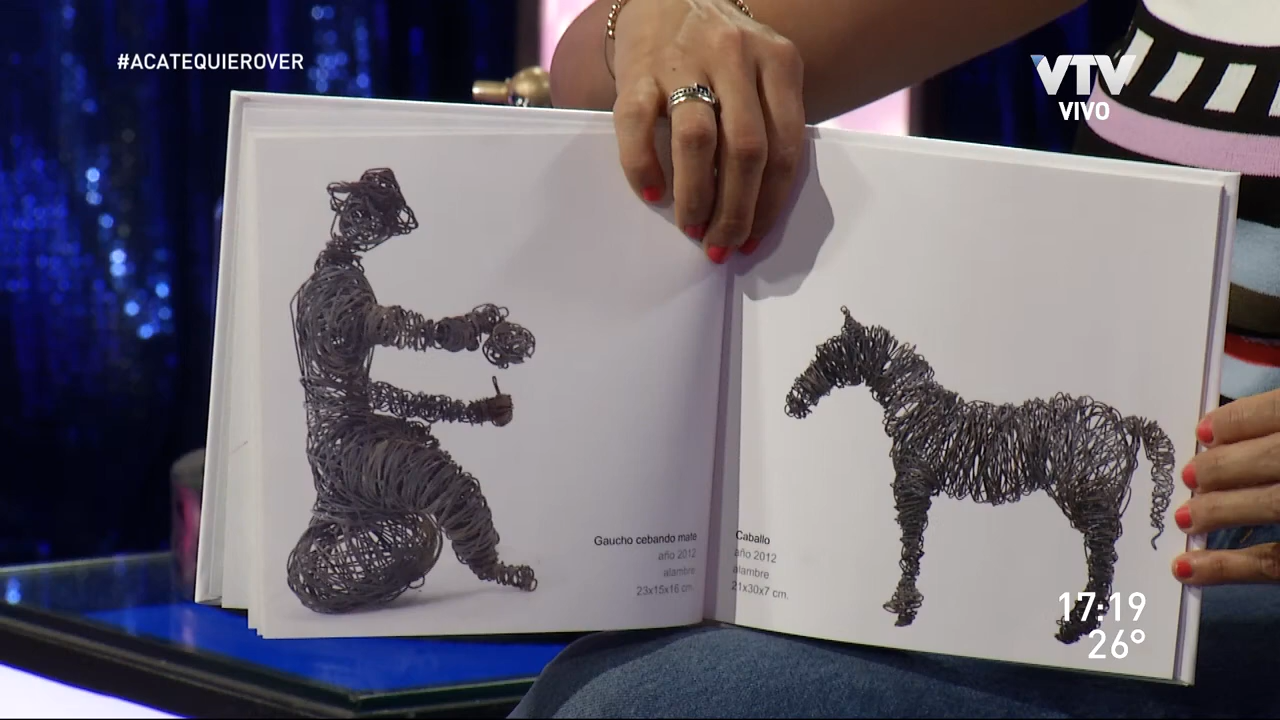 #ACATEQUIEROVER
VTV
VIVO
Gaucho cebando mate
año 2012
alambre
23x15x16 cm.
Caballo
año 2012
alambre
21x30x7 cm.
17:19
26°